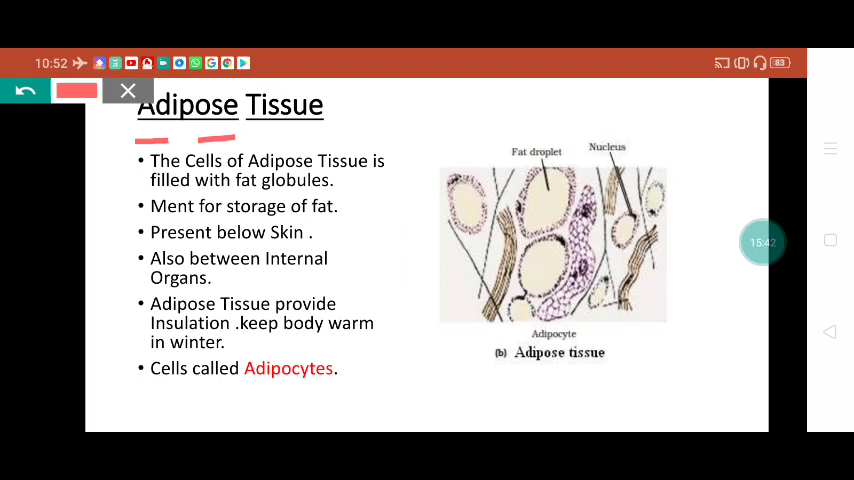 10:52
83
Adipose Tissue
• The Cells of Adipose Tissue is
filled with fat globules.
• Ment for storage of fat.
• Present below Skin .
• Also between Internal
Organs.
• Adipose Tissue provide
Insulation .keep body warm
in winter.
• Cells called Adipocytes.
Fat droplet
Nucleus
Adipocyte
(b) Adipose tissue
15:42